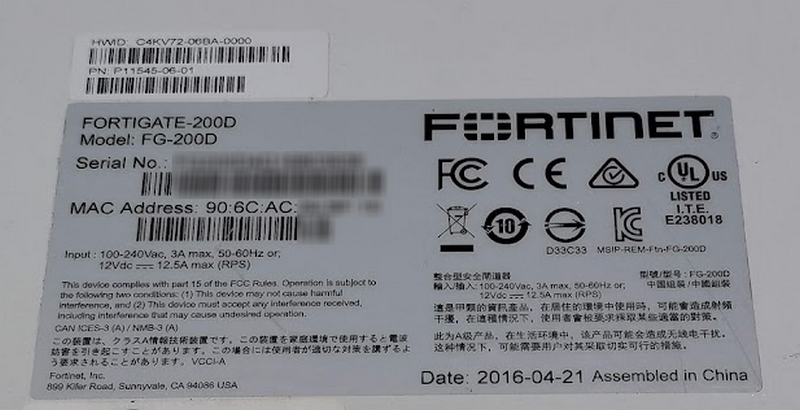 HWID: C4KV72-06BA-0000
PN: P11545-06-01
FORTIGATE-200D
Model: FG-200D
Serial No.:
MAC Address: 90:6C:AC:
Input : 100-240Vac, 3A max, 50-60Hz or;
12Vdc ⎓ 12.5A max (RPS)
This device complies with part 15 of the FCC Rules. Operation is subject to
the following two conditions: (1) This device may not cause harmful
interference, and (2) This device must accept any interference received,
including interference that may cause undesired operation.
CAN ICES-3 (A) / NMB-3 (A)
この装置は、クラスA情報技術装置です。この装置を家庭環境で使用すると電波
妨害を引き起こすことがあります。この場合には使用者が適切な対策を講ずるよ
う要求されることがあります。VCCI-A
Fortinet, Inc.
899 Kifer Road, Sunnyvale, CA 94086 USA
FORTINET®
FC CE
c UL US
LISTED
I.T.E.
E238018
10
D33C33
MSIP-REM-Ftn-FG-200D
整合型安全閘道器
型號/型号: FG-200D
輸入/输入: 100-240Vac, 3A max, 50-60Hz or;
中国組装/中國組裝
12Vdc ⎓ 12.5A max (RPS)
這是甲類的資訊產品，在居住的環境中使用時，可能會造成射頻
干擾，在這種情況下，使用者會被要求採取某些適當的對策。
此为A级产品，在生活环境中，该产品可能会造成无线电干扰。
这种情况下，可能需要用户对其采取切实可行的措施。
Date: 2016-04-21 Assembled in China